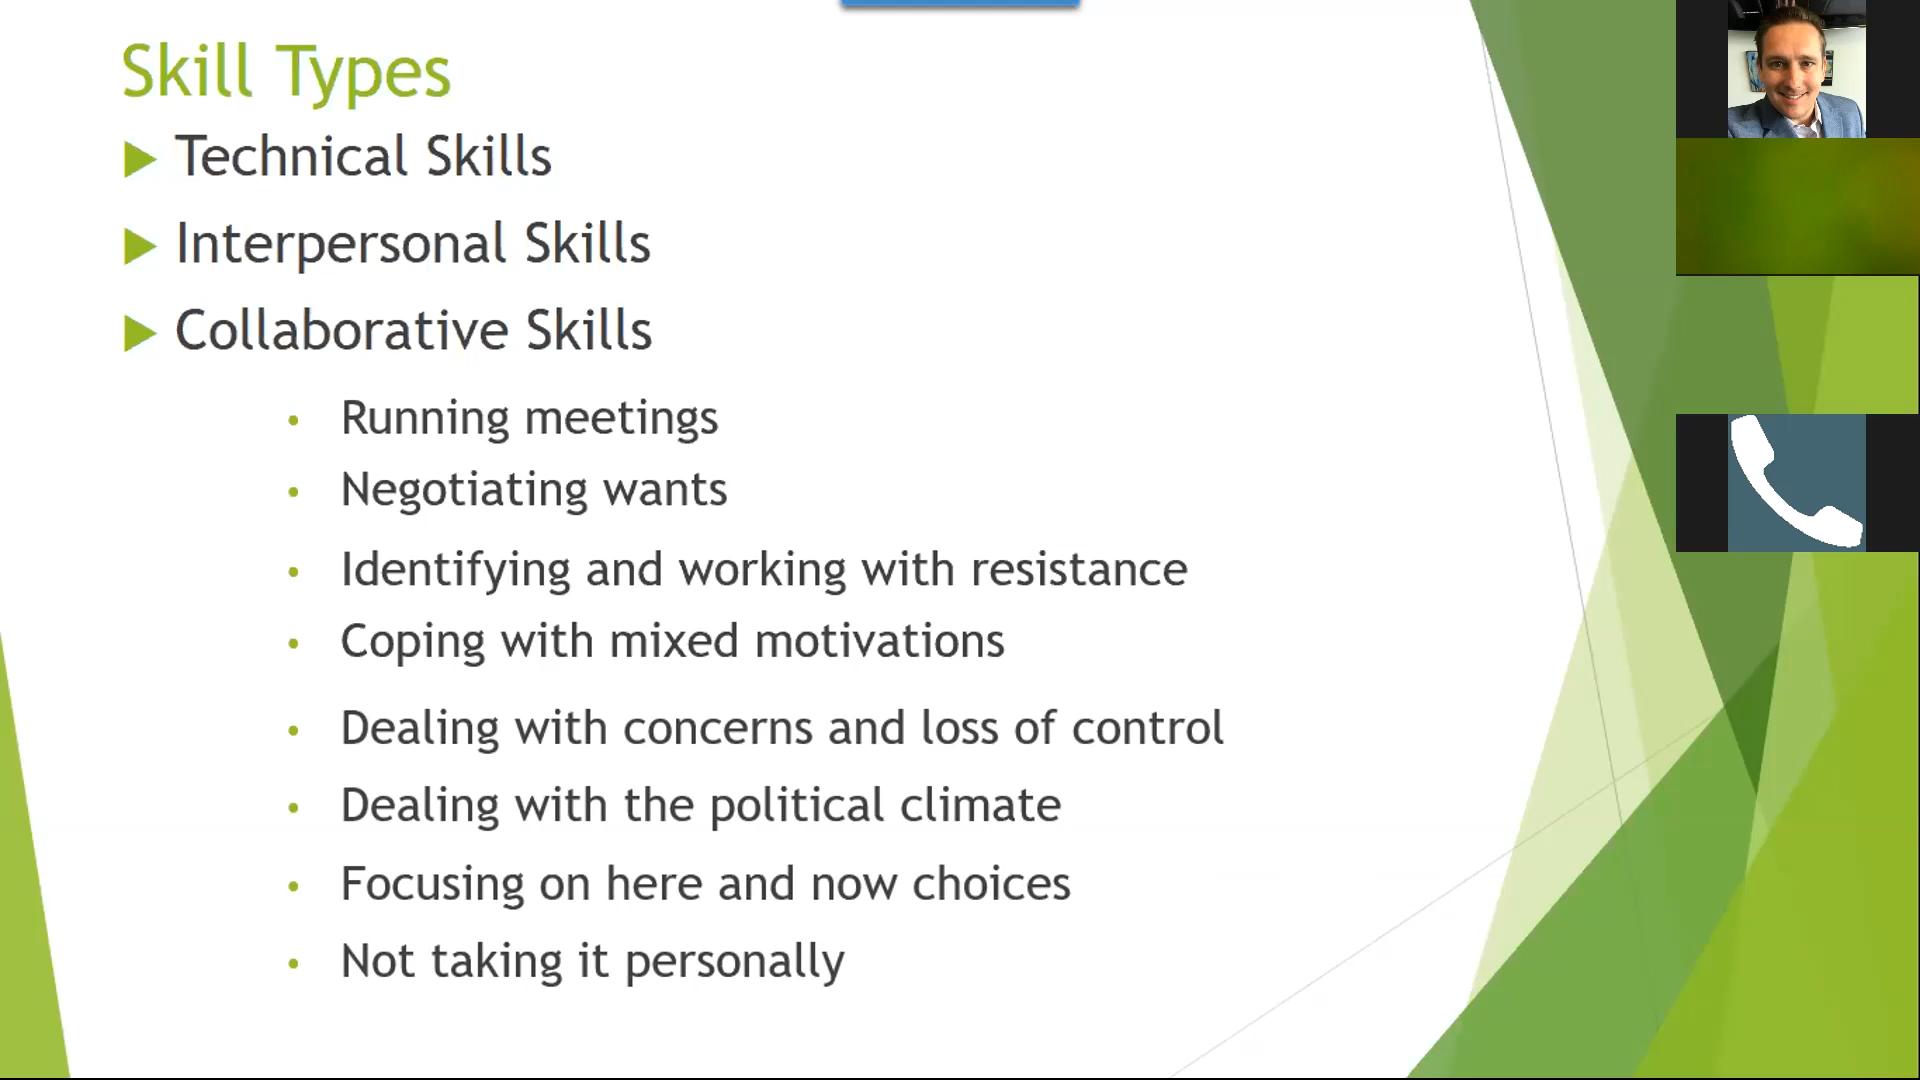 Skill Types
Technical Skills
Interpersonal Skills
Collaborative Skills
Running meetings
Negotiating wants
Identifying and working with resistance
Coping with mixed motivations
Dealing with concerns and loss of control
Dealing with the political climate
Focusing on here and now choices
Not taking it personally